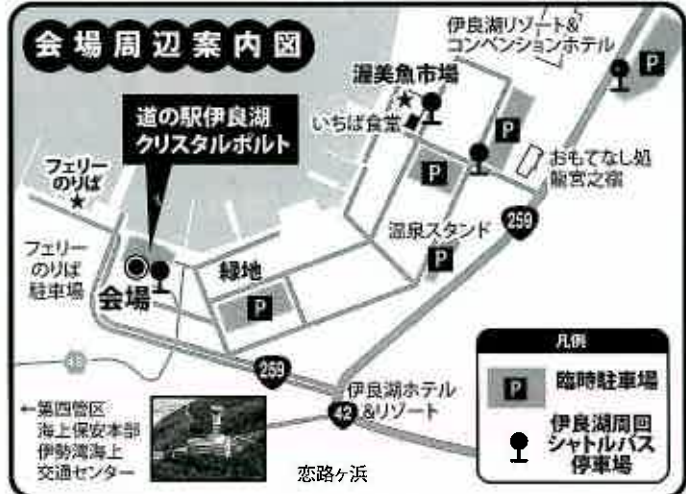 会場周辺案内図
伊良湖リゾート&
コンベンションホテル
P
渥美魚市場
いちば食堂
道の駅伊良湖
クリスタルポルト
フェリー
のりば
P
P
おもてなし処
龍宮之宿
259
温泉スタンド
P
フェリー
のりば
駐車場
会場
緑地
P
259
伊良湖ホテル
&リゾート
42
←第四管区
海上保安本部
伊勢湾海上
交通センター
恋路ヶ浜
凡例
P 臨時駐車場
伊良湖周回
シャトルバス
停車場